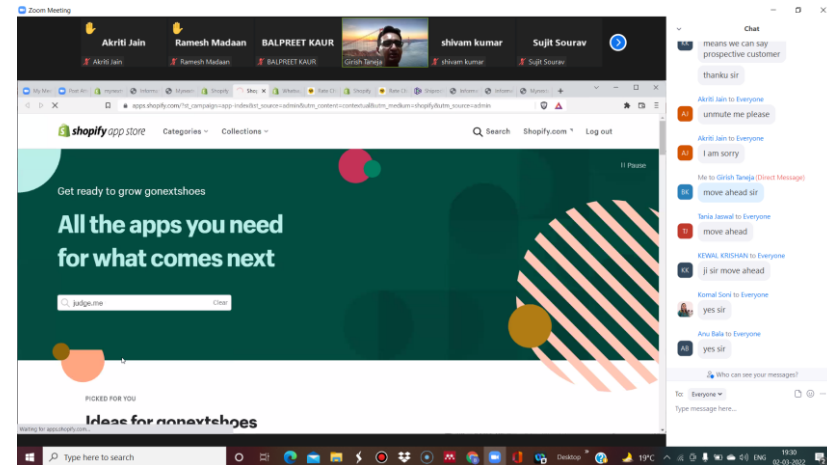 Zoom Meeting
Akriti Jain
Ramesh Madaan
BALPREET KAUR
shivam kumar
Sujit Sourav
Akriti Jain
Ramesh Madaan
BALPREET KAUR
Girish Taneja
shivam kumar
Sujit Sourav
apps.shopify.com/?st_campaign=app-index&st_source=admin&utm_content=contextual&utm_medium=shopify&utm_source=admin
shopify app store
Categories
Collections
Search
Shopify.com
Log out
Pause
Get ready to grow gonextshoes
All the apps you need
for what comes next
judge.me
Clear
PICKED FOR YOU
Ideas for gonextshoes
Waiting for apps.shopify.com...
Chat
means we can say
prospective customer
thanku sir
Akriti Jain to Everyone
AJ
unmute me please
Akriti Jain to Everyone
AJ
I am sorry
Me to Girish Taneja (Direct Message)
BK
move ahead sir
Tania Jaswal to Everyone
TJ
move ahead
KEWAL KRISHAN to Everyone
KK
ji sir move ahead
Komal Soni to Everyone
yes sir
Anu Bala to Everyone
AB
yes sir
Who can see your messages?
To: Everyone
Type message here...
Type here to search
Desktop
19°C
ENG
19:30
02-03-2022